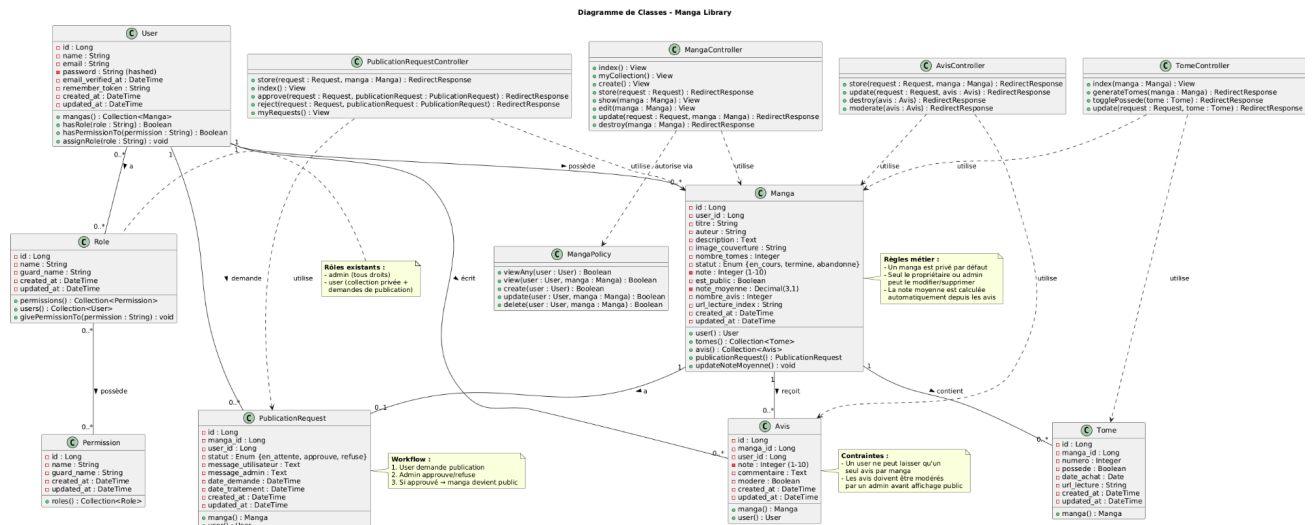 Diagramme de Classes - Manga Library
C User
id : Long
name : String
email : String
password : String (hashed)
email_verified_at : DateTime
remember_token : String
created_at : DateTime
updated_at : DateTime
mangas() : Collection<Manga>
hasRole(role : String) : Boolean
hasPermissionTo(permission : String) : Boolean
assignRole(role : String) : void
C PublicationRequestController
store(request : Request, manga : Manga) : RedirectResponse
index() : View
approve(request : Request, publicationRequest : PublicationRequest) : RedirectResponse
reject(request : Request, publicationRequest : PublicationRequest) : RedirectResponse
myRequests() : View
C MangaController
index() : View
myCollection() : View
create() : View
store(request : Request) : RedirectResponse
show(manga : Manga) : View
edit(manga : Manga) : View
update(request : Request, manga : Manga) : RedirectResponse
destroy(manga : Manga) : RedirectResponse
C AvisController
store(request : Request, manga : Manga) : RedirectResponse
update(request : Request, avis : Avis) : RedirectResponse
destroy(avis : Avis) : RedirectResponse
moderate(avis : Avis) : RedirectResponse
C TomeController
index(manga : Manga) : View
generateTomes(manga : Manga) : RedirectResponse
togglePossede(tome : Tome) : RedirectResponse
update(request : Request, tome : Tome) : RedirectResponse
0..*
1
1
1
a
possède
utilise
autorise via
utilise
utilise
utilise
0..*
0..*
C Role
id : Long
name : String
guard_name : String
created_at : DateTime
updated_at : DateTime
permissions() : Collection<Permission>
users() : Collection<User>
givePermissionTo(permission : String) : void
demande
utilise
Rôles existants :
- admin (tous droits)
- user (collection privée +
demandes de publication)
écrit
C MangaPolicy
viewAny(user : User) : Boolean
view(user : User, manga : Manga) : Boolean
create(user : User) : Boolean
update(user : User, manga : Manga) : Boolean
delete(user : User, manga : Manga) : Boolean
C Manga
id : Long
user_id : Long
titre : String
auteur : String
description : Text
image_couverture : String
nombre_tomes : Integer
statut : Enum {en_cours, termine, abandonne}
note : Integer (1-10)
est_public : Boolean
note_moyenne : Decimal(3,1)
nombre_avis : Integer
url_lecture_index : String
created_at : DateTime
updated_at : DateTime
user() : User
tomes() : Collection<Tome>
avis() : Collection<Avis>
publicationRequest() : PublicationRequest
updateNoteMoyenne() : void
Règles métier :
- Un manga est privé par défaut
- Seul le propriétaire ou admin
peut le modifier/supprimer
- La note moyenne est calculée
automatiquement depuis les avis
0..*
possède
0..*
1
1
1
a
reçoit
contient
0..*
0..1
0..*
0..*
0..*
C Permission
id : Long
name : String
guard_name : String
created_at : DateTime
updated_at : DateTime
roles() : Collection<Role>
C PublicationRequest
id : Long
manga_id : Long
user_id : Long
statut : Enum {en_attente, approuve, refuse}
message_utilisateur : Text
message_admin : Text
date_demande : DateTime
date_traitement : DateTime
created_at : DateTime
updated_at : DateTime
manga() : Manga
user() : User
Workflow :
1. User demande publication
2. Admin approuve/refuse
3. Si approuvé → manga devient public
C Avis
id : Long
manga_id : Long
user_id : Long
note : Integer (1-10)
commentaire : Text
modere : Boolean
created_at : DateTime
updated_at : DateTime
manga() : Manga
user() : User
Contraintes :
- Un user ne peut laisser qu'un
seul avis par manga
- Les avis doivent être modérés
par un admin avant affichage public
C Tome
id : Long
manga_id : Long
numero : Integer
possede : Boolean
date_achat : Date
url_lecture : String
created_at : DateTime
updated_at : DateTime
manga() : Manga